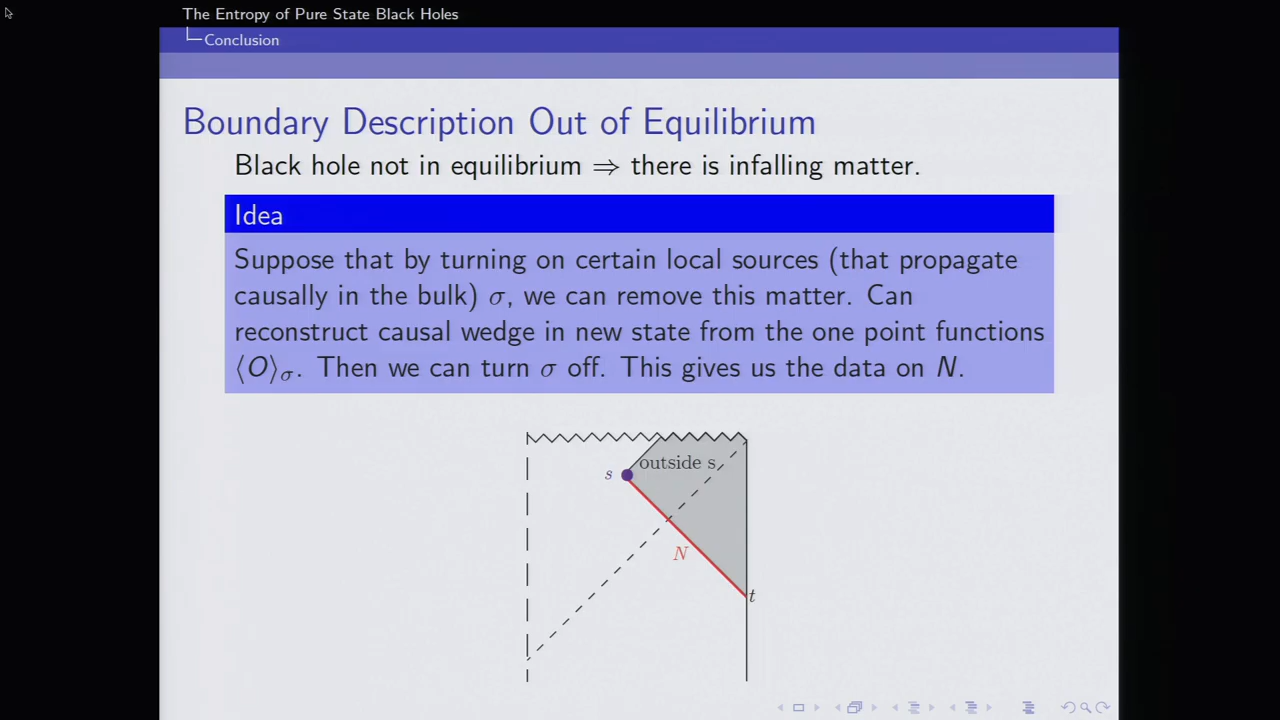 The Entropy of Pure State Black Holes
Conclusion
Boundary Description Out of Equilibrium
Black hole not in equilibrium ⇒ there is infalling matter.
Idea
Suppose that by turning on certain local sources (that propagate
causally in the bulk) σ, we can remove this matter. Can
reconstruct causal wedge in new state from the one point functions
⟨O⟩σ. Then we can turn σ off. This gives us the data on N.
outside s
s
N
t